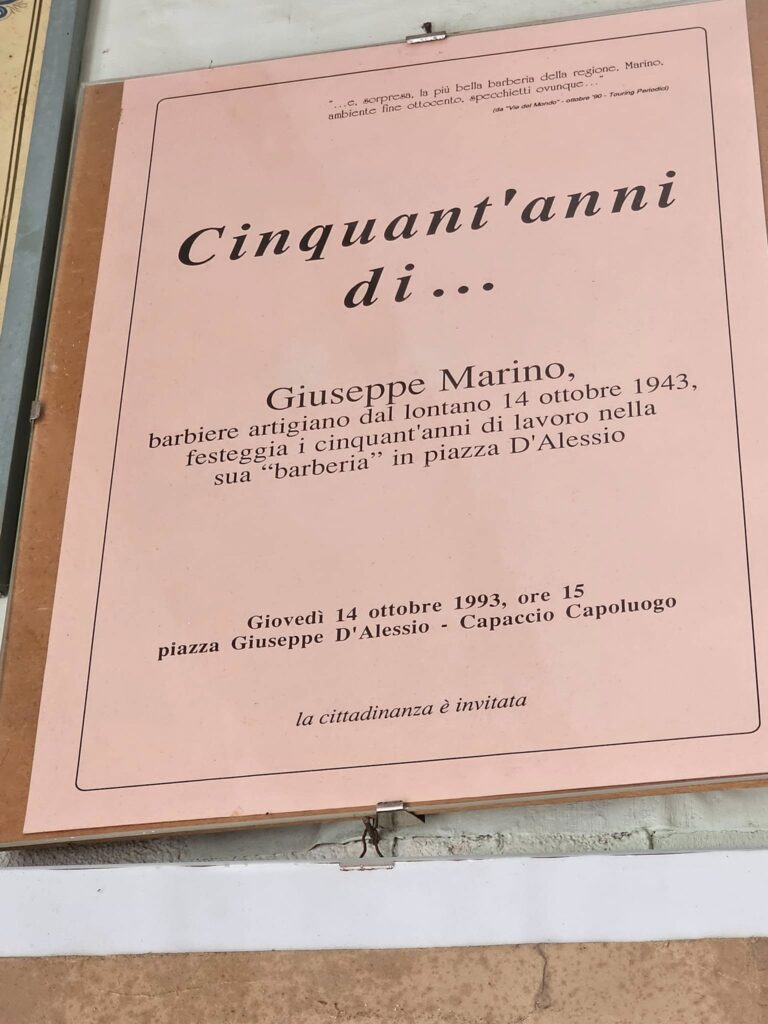 "...e, sorpresa, la più bella barberia della regione. Marino,
ambiente fine ottocento, specchietti ovunque..."
(da "Vie del Mondo" - ottobre '90 - Touring Periodici)
Cinquant'anni
di...
Giuseppe Marino,
barbiere artigiano dal lontano 14 ottobre 1943,
festeggia i cinquant'anni di lavoro nella
sua “barberia” in piazza D'Alessio
Giovedì 14 ottobre 1993, ore 15
piazza Giuseppe D'Alessio - Capaccio Capoluogo
la cittadinanza è invitata